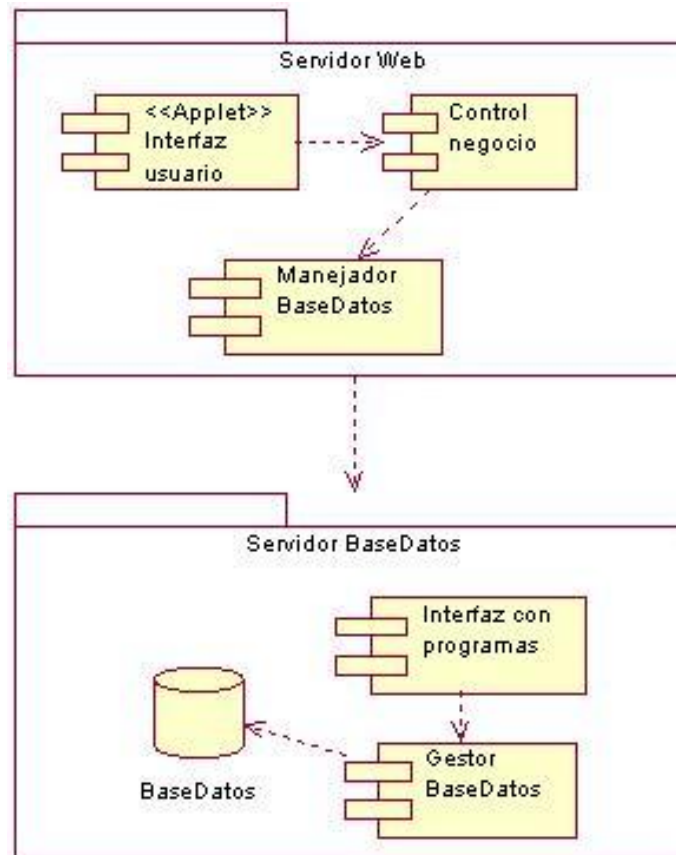 Servidor Web
<<Applet>>
Interfaz
usuario
Control
negocio
Manejador
BaseDatos
Servidor BaseDatos
Interfaz con
programas
BaseDatos
Gestor
BaseDatos